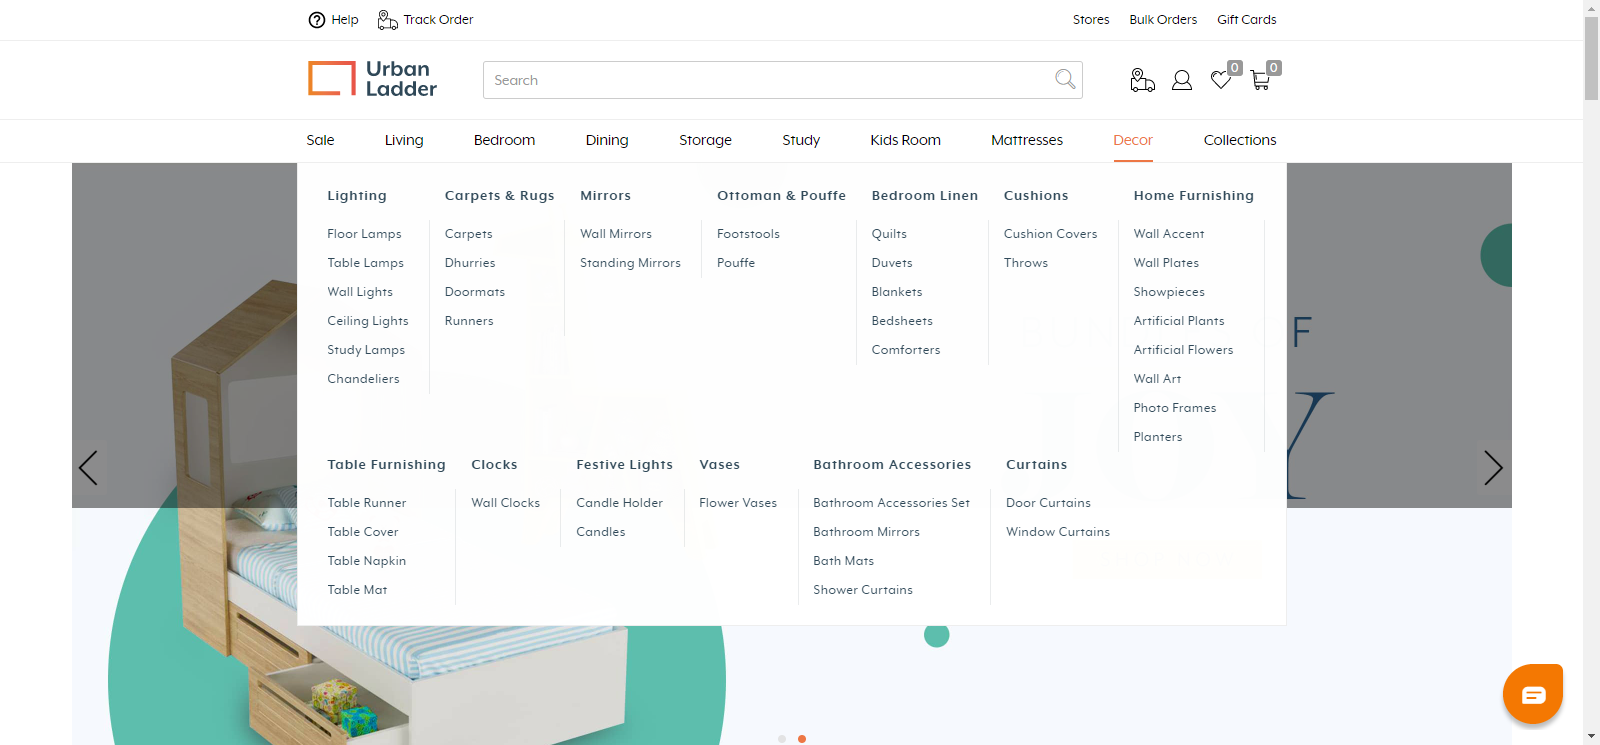 Help
Track Order
Stores
Bulk Orders
Gift Cards
Urban
Ladder
Search
0
0
Sale
Living
Bedroom
Dining
Storage
Study
Kids Room
Mattresses
Decor
Collections
Lighting
Floor Lamps
Table Lamps
Wall Lights
Ceiling Lights
Study Lamps
Chandeliers
Carpets & Rugs
Carpets
Dhurries
Doormats
Runners
Mirrors
Wall Mirrors
Standing Mirrors
Ottoman & Pouffe
Footstools
Pouffe
Bedroom Linen
Quilts
Duvets
Blankets
Bedsheets
Comforters
Cushions
Cushion Covers
Throws
Home Furnishing
Wall Accent
Wall Plates
Showpieces
Artificial Plants
Artificial Flowers
Wall Art
Photo Frames
Planters
Table Furnishing
Table Runner
Table Cover
Table Napkin
Table Mat
Clocks
Wall Clocks
Festive Lights
Candle Holder
Candles
Vases
Flower Vases
Bathroom Accessories
Bathroom Accessories Set
Bathroom Mirrors
Bath Mats
Shower Curtains
Curtains
Door Curtains
Window Curtains